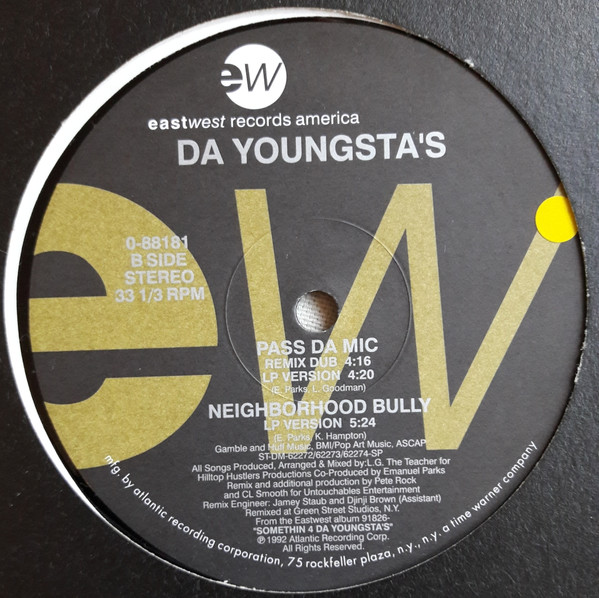 ew
eastwest records america
DA YOUNGSTA'S
0-88181
B SIDE
STEREO
33 1/3 RPM
ew
PASS DA MIC
REMIX DUB 4:16
LP VERSION 4:20
(E. Parks, L. Goodman)
NEIGHBORHOOD BULLY
LP VERSION 5:24
(E. Parks, K. Hampton)
Gamble and Huff Music, BMI/Pop Art Music, ASCAP
ST-DM-62272/62273/62274-SP
All Songs Produced, Arranged & Mixed by:L.G. The Teacher for
Hilltop Hustlers Productions Co-Produced by Emanuel Parks
Remix and additional production by Pete Rock
and CL Smooth for Untouchables Entertainment
Remix Engineer: Jamey Staub and Djinji Brown (Assistant)
Remixed at Green Street Studios, N.Y.
From the Eastwest album 91826-
"SOMETHIN 4 DA YOUNGSTA'S"
℗ 1992 Atlantic Recording Corp.
All Rights Reserved.
mfg. by atlantic recording corporation, 75 rockfeller plaza, n.y., n.y. a time warner company